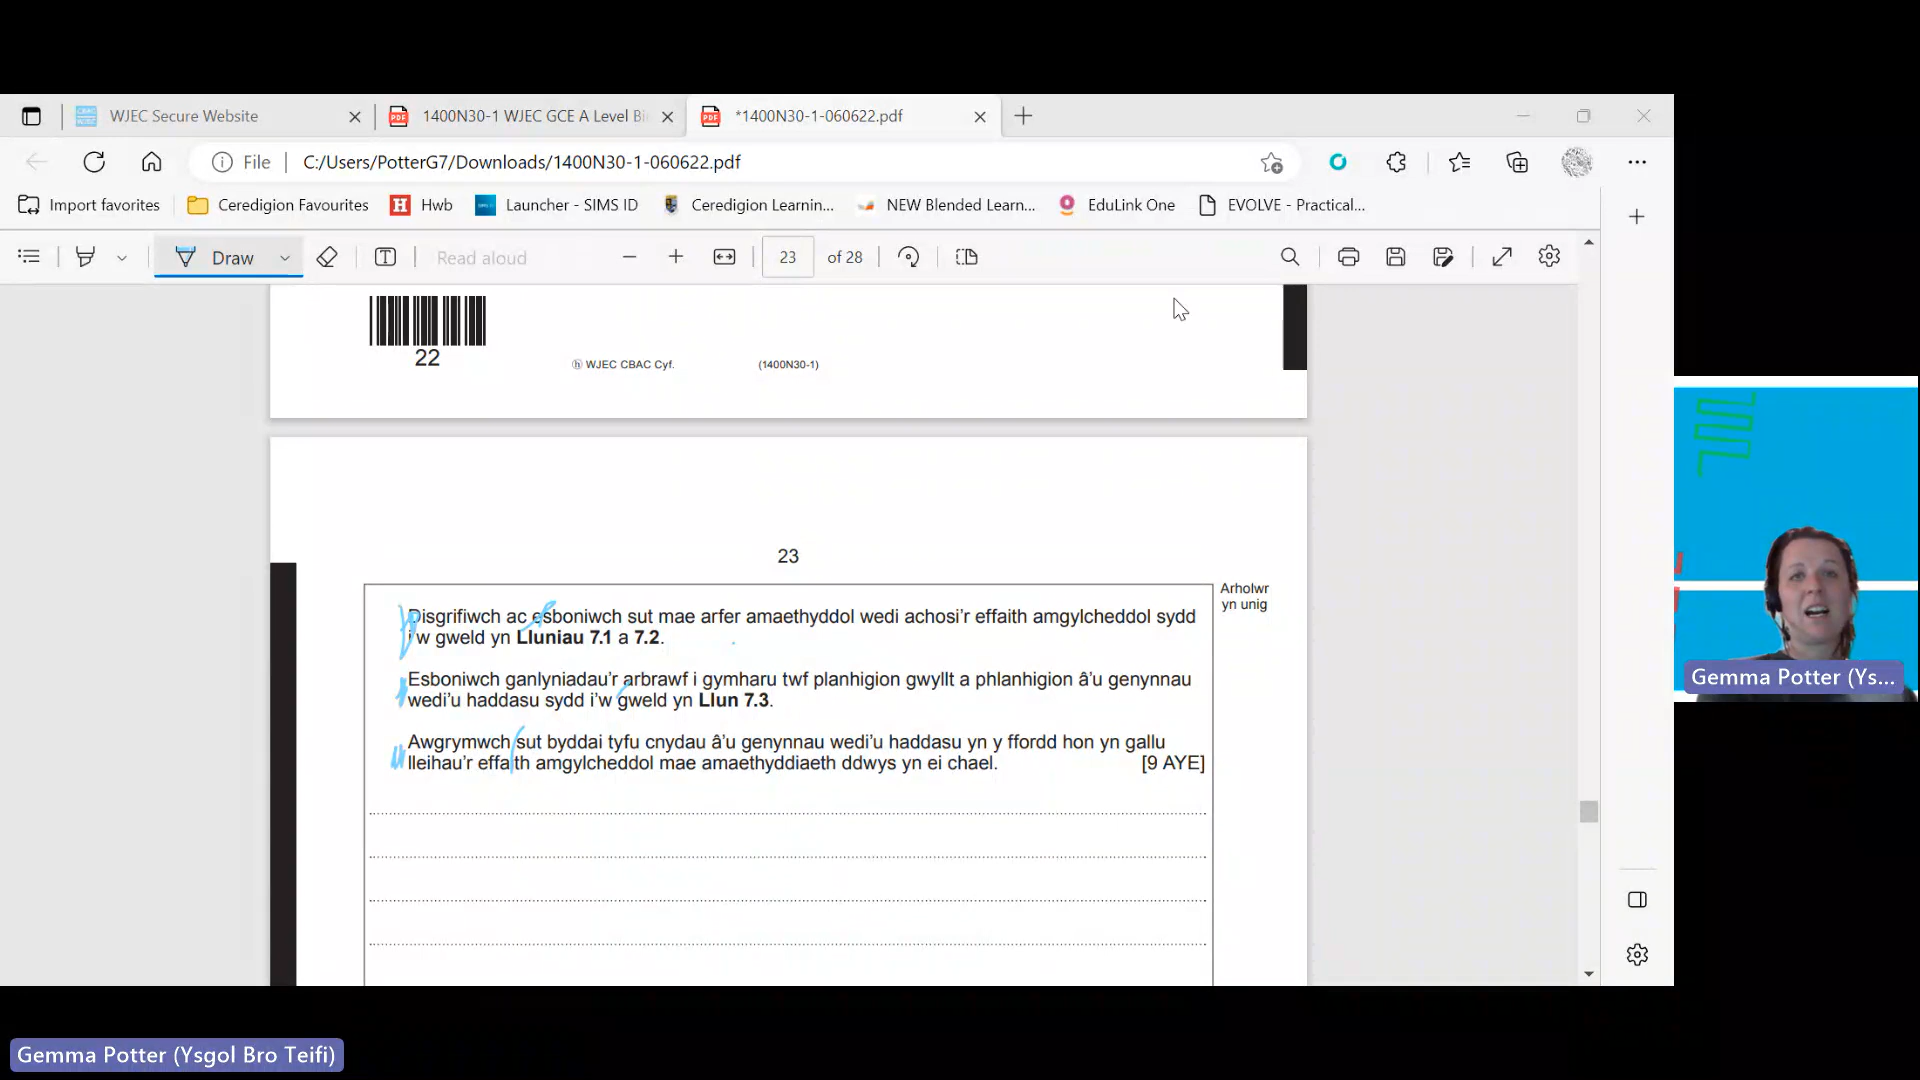 WJEC Secure Website
1400N30-1 WJEC GCE A Level Bi
*1400N30-1-060622.pdf
File
C:/Users/PotterG7/Downloads/1400N30-1-060622.pdf
Import favorites
Ceredigion Favourites
Hwb
Launcher - SIMS ID
Ceredigion Learnin...
NEW Blended Learn...
EduLink One
EVOLVE - Practical...
Draw
Read aloud
23 of 28
22
WJEC CBAC Cyf.
(1400N30-1)
23
Arholwr
yn unig
Disgrifiwch ac esboniwch sut mae arfer amaethyddol wedi achosi’r effaith amgylcheddol sydd
i’w gweld yn Lluniau 7.1 a 7.2.
Esboniwch ganlyniadau’r arbrawf i gymharu twf planhigion gwyllt a phlanhigion â’u genynnau
wedi’u haddasu sydd i’w gweld yn Llun 7.3.
Awgrymwch sut byddai tyfu cnydau â’u genynnau wedi’u haddasu yn y ffordd hon yn gallu
lleihau’r effaith amgylcheddol mae amaethyddiaeth ddwys yn ei chael. [9 AYE]
Gemma Potter (Ys...
Gemma Potter (Ysgol Bro Teifi)